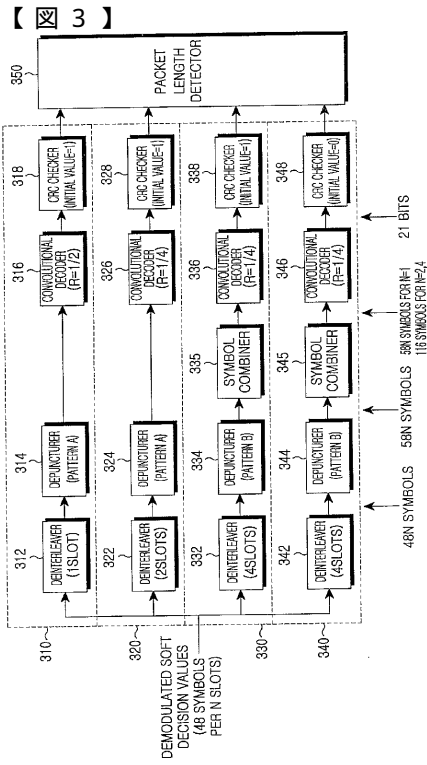 【 図 3 】
350
PACKET
LENGTH
DETECTOR
318
CRC CHECKER
(INITIAL VALUE=1)
328
CRC CHECKER
(INITIAL VALUE=1)
338
CRC CHECKER
(INITIAL VALUE=1)
348
CRC CHECKER
(INITIAL VALUE=0)
21 BITS
316
CONVOLUTIONAL
DECODER
(R=1/2)
326
CONVOLUTIONAL
DECODER
(R=1/4)
336
CONVOLUTIONAL
DECODER
(R=1/4)
346
CONVOLUTIONAL
DECODER
(R=1/4)
58N SYMBOLS FOR N=1
116 SYMBOLS FOR N=2,4
335
SYMBOL
COMBINER
345
SYMBOL
COMBINER
58N SYMBOLS
314
DEPUNCTURER
(PATTERN A)
324
DEPUNCTURER
(PATTERN A)
334
DEPUNCTURER
(PATTERN B)
344
DEPUNCTURER
(PATTERN B)
48N SYMBOLS
312
DEINTERLEAVER
(1SLOT)
322
DEINTERLEAVER
(2SLOTS)
332
DEINTERLEAVER
(4SLOTS)
342
DEINTERLEAVER
(4SLOTS)
310
320
330
340
DEMODULATED SOFT
DECISION VALUES
(48 SYMBOLS
PER N SLOTS)